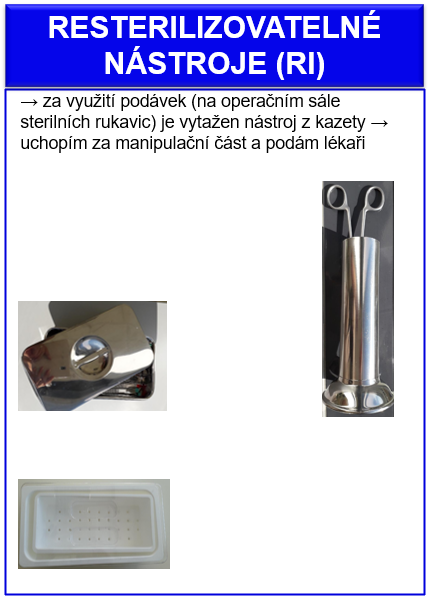 RESTERILIZOVATELNÉ
NÁSTROJE (RI)
→ za využití podávek (na operačním sále
sterilních rukavic) je vytažen nástroj z kazety →
uchopím za manipulační část a podám lékaři